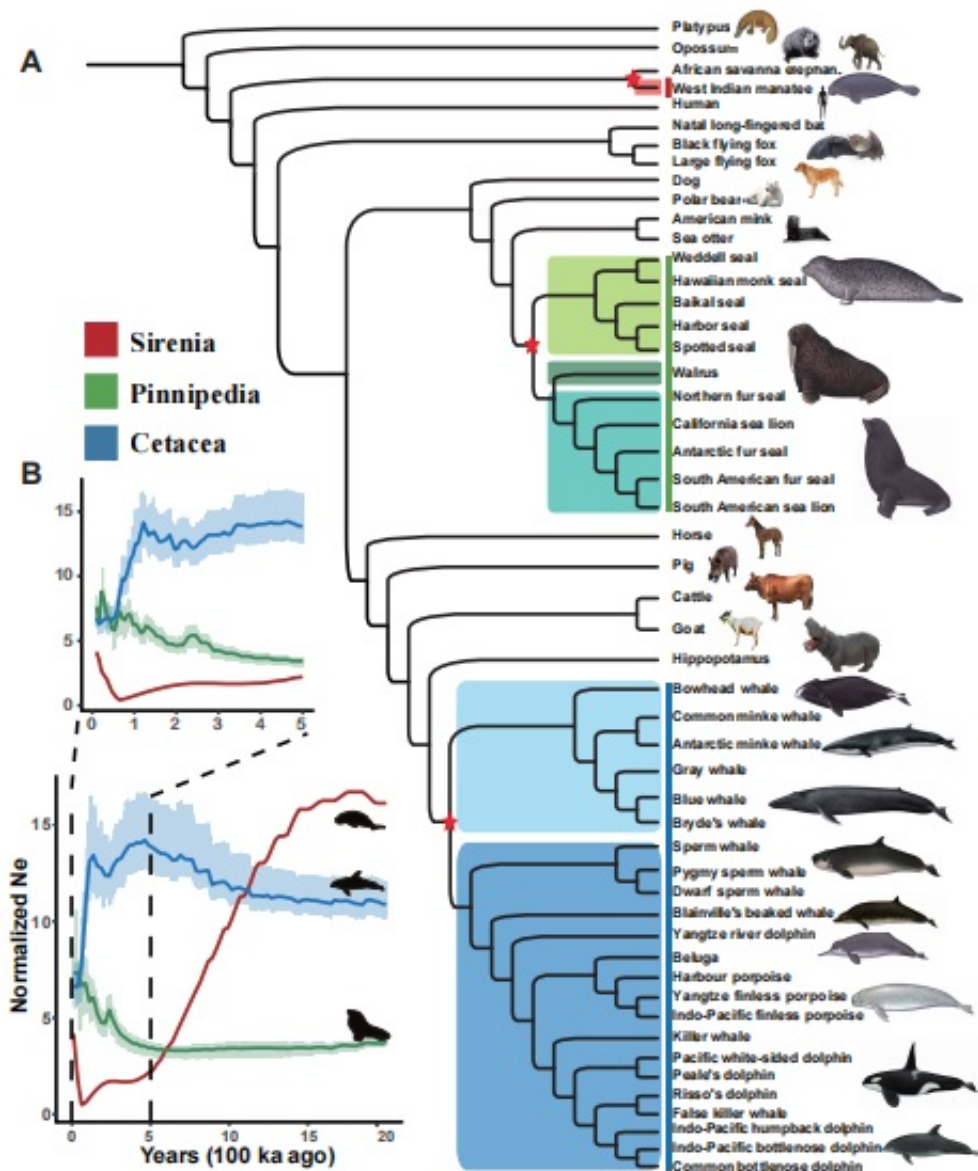 A
Platypus
Opossum
African savanna elephan.
West Indian manatee
Human
Natal long-fingered bat
Black flying fox
Large flying fox
Dog
Polar bear
American mink
Sea otter
Weddell seal
Hawaiian monk seal
Baikal seal
Harbor seal
Spotted seal
Walrus
Northern fur seal
California sea lion
Antarctic fur seal
South American fur seal
South American sea lion
Horse
Pig
Cattle
Goat
Hippopotamus
Bowhead whale
Common minke whale
Antarctic minke whale
Gray whale
Blue whale
Bryde's whale
Sperm whale
Pygmy sperm whale
Dwarf sperm whale
Blainville's beaked whale
Yangtze river dolphin
Beluga
Harbour porpoise
Yangtze finless porpoise
Indo-Pacific finless porpoise
Killer whale
Pacific white-sided dolphin
Peale's dolphin
Risso's dolphin
False killer whale
Indo-Pacific humpback dolphin
Indo-Pacific bottlenose dolphin
Common bottlenose dolphin
Sirenia
Pinnipedia
Cetacea
B
15
10
5
0
0 1 2 3 4 5
Normalized Ne
15
10
5
0
0 5 10 15 20
Years (100 ka ago)